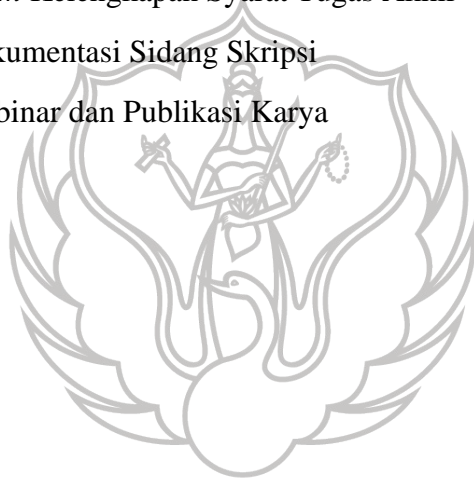 Kelengkapan Syarat Tugas Akhir
kumentasi Sidang Skripsi
binar dan Publikasi Karya